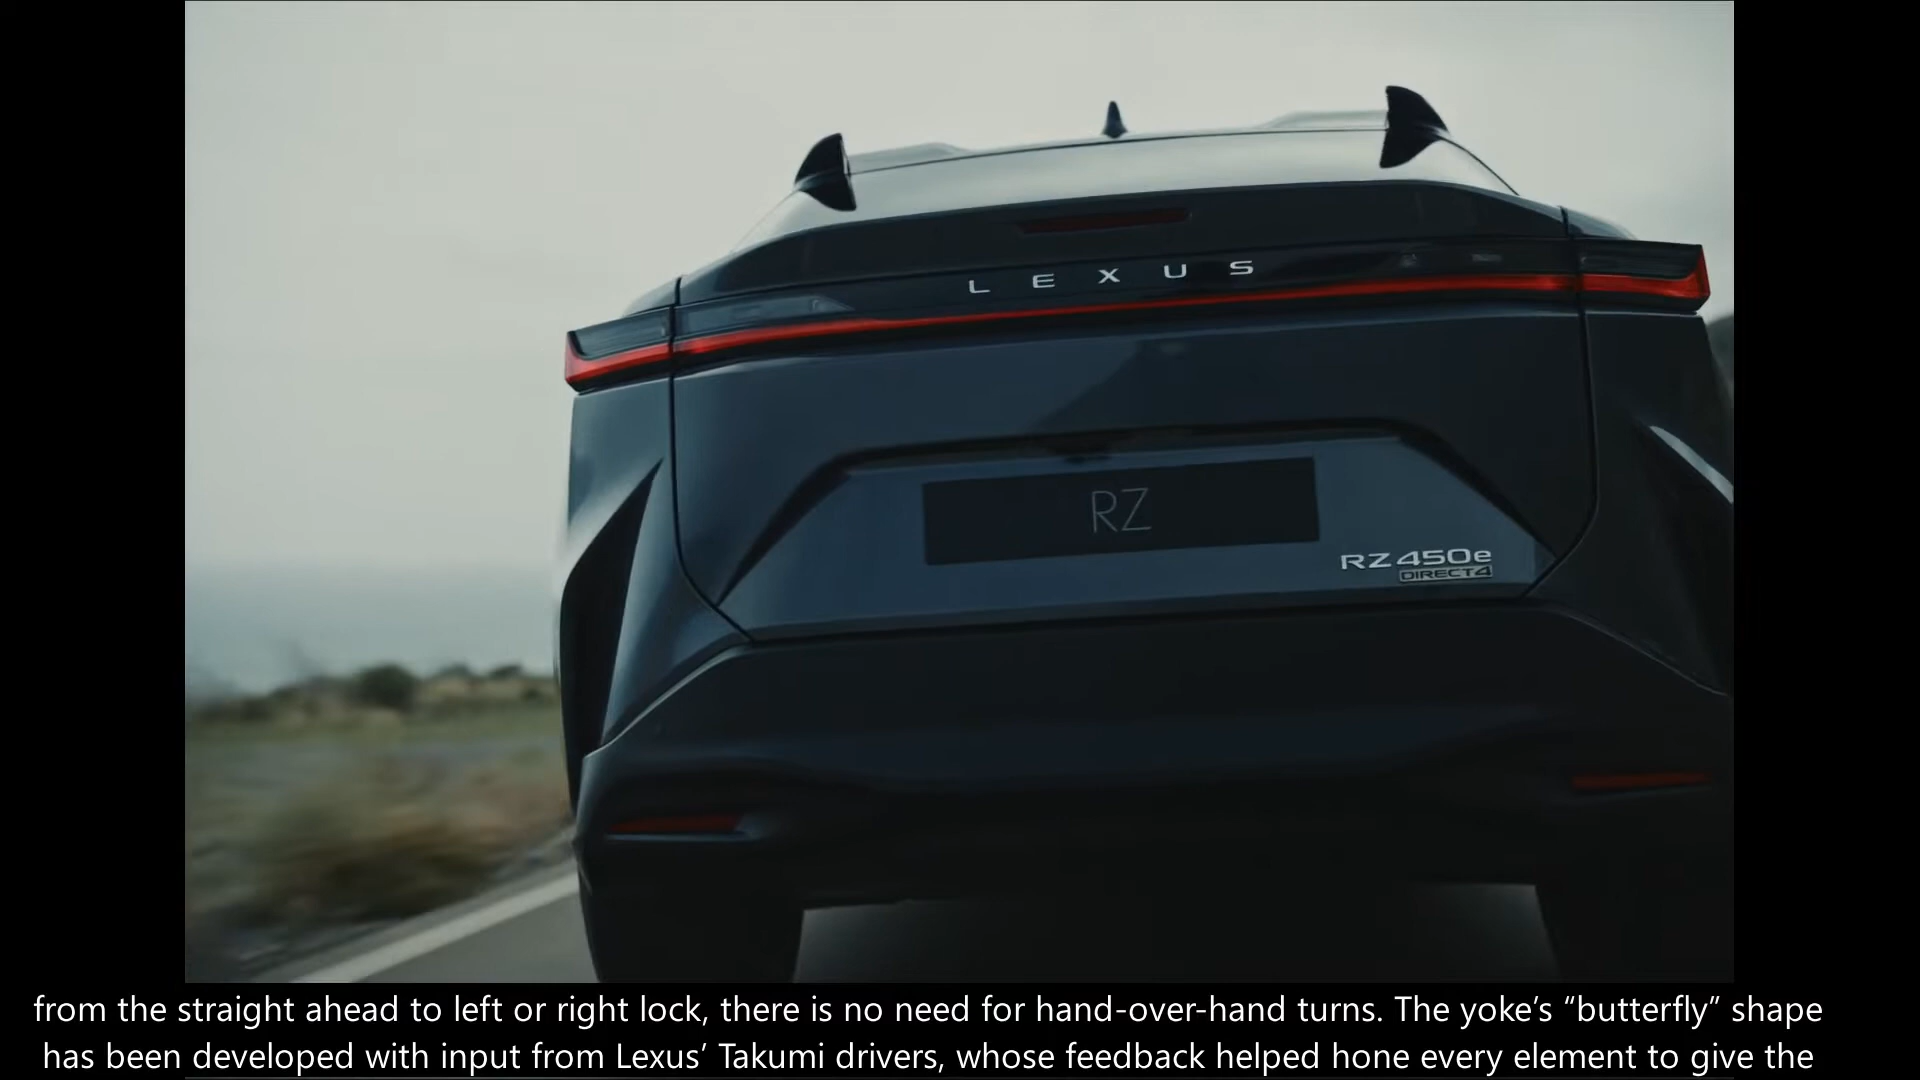 LEXUS
RZ
RZ 450e
DIRECT4
from the straight ahead to left or right lock, there is no need for hand-over-hand turns. The yoke’s “butterfly” shape
has been developed with input from Lexus’ Takumi drivers, whose feedback helped hone every element to give the